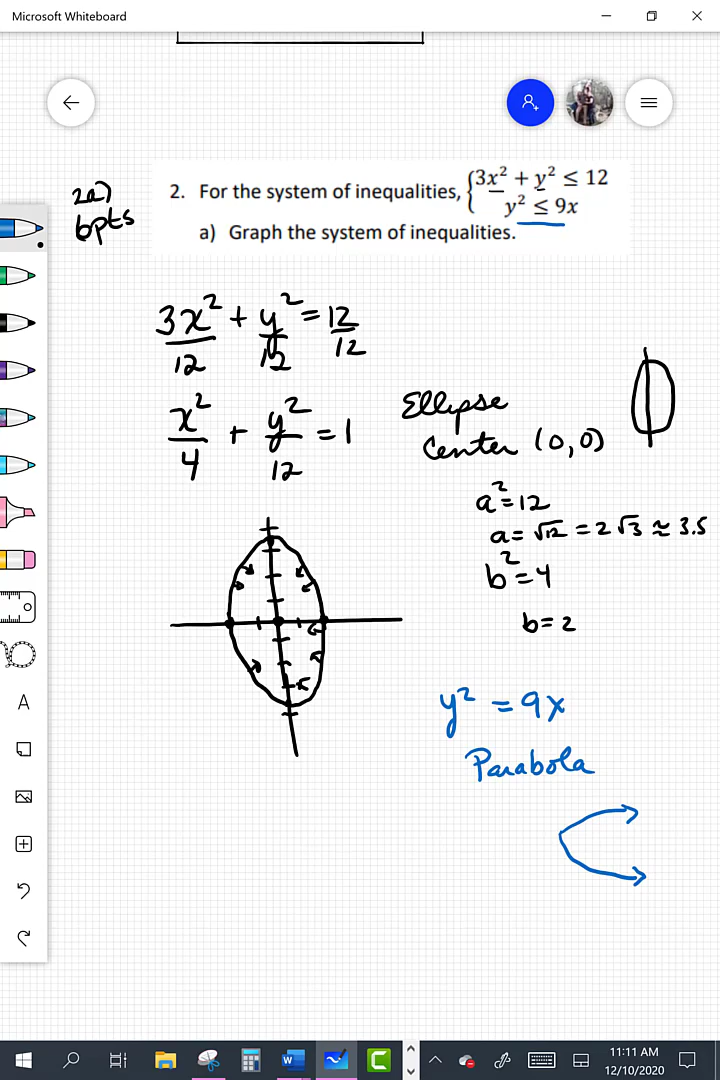 Microsoft Whiteboard
2a)
6pts
2. For the system of inequalities, {3x² + y² ≤ 12
y² ≤ 9x
a) Graph the system of inequalities.
3x²/12 + y²/12 = 12/12
x²/4 + y²/12 = 1
Ellipse
Center (0,0)
a² = 12
a = √12 = 2√3 ≈ 3.5
b² = 4
b = 2
y² = 9x
Parabola
A
11:11 AM
12/10/2020